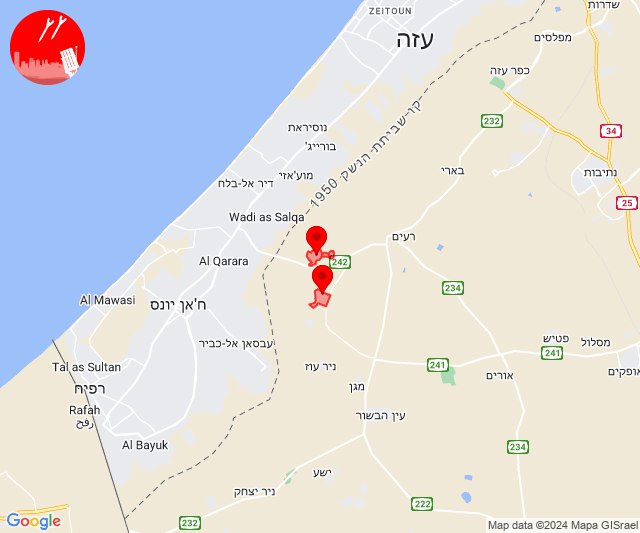 ZEITOUN
עזה
שדרות
מפלסים
כפר עזה
232
34
נוסיראת
בורייג'
קו-שביתת-הנשק 1950
מוע'אזי
דיר אל-בלח
בארי
נתיבות
25
Wadi as Salqa
רעים
242
Al Qarara
234
Al Mawasi
ח'אן יונס
עבסאן אל-כביר
פטיש
מסלול
241
241
Tal as Sultan
ניר עוז
אורים
אופקים
רפיח
מגן
Rafah
رفح
עין הבשור
Al Bayuk
234
ישע
ניר יצחק
222
232
Google
Map data ©2024 Mapa GISrael